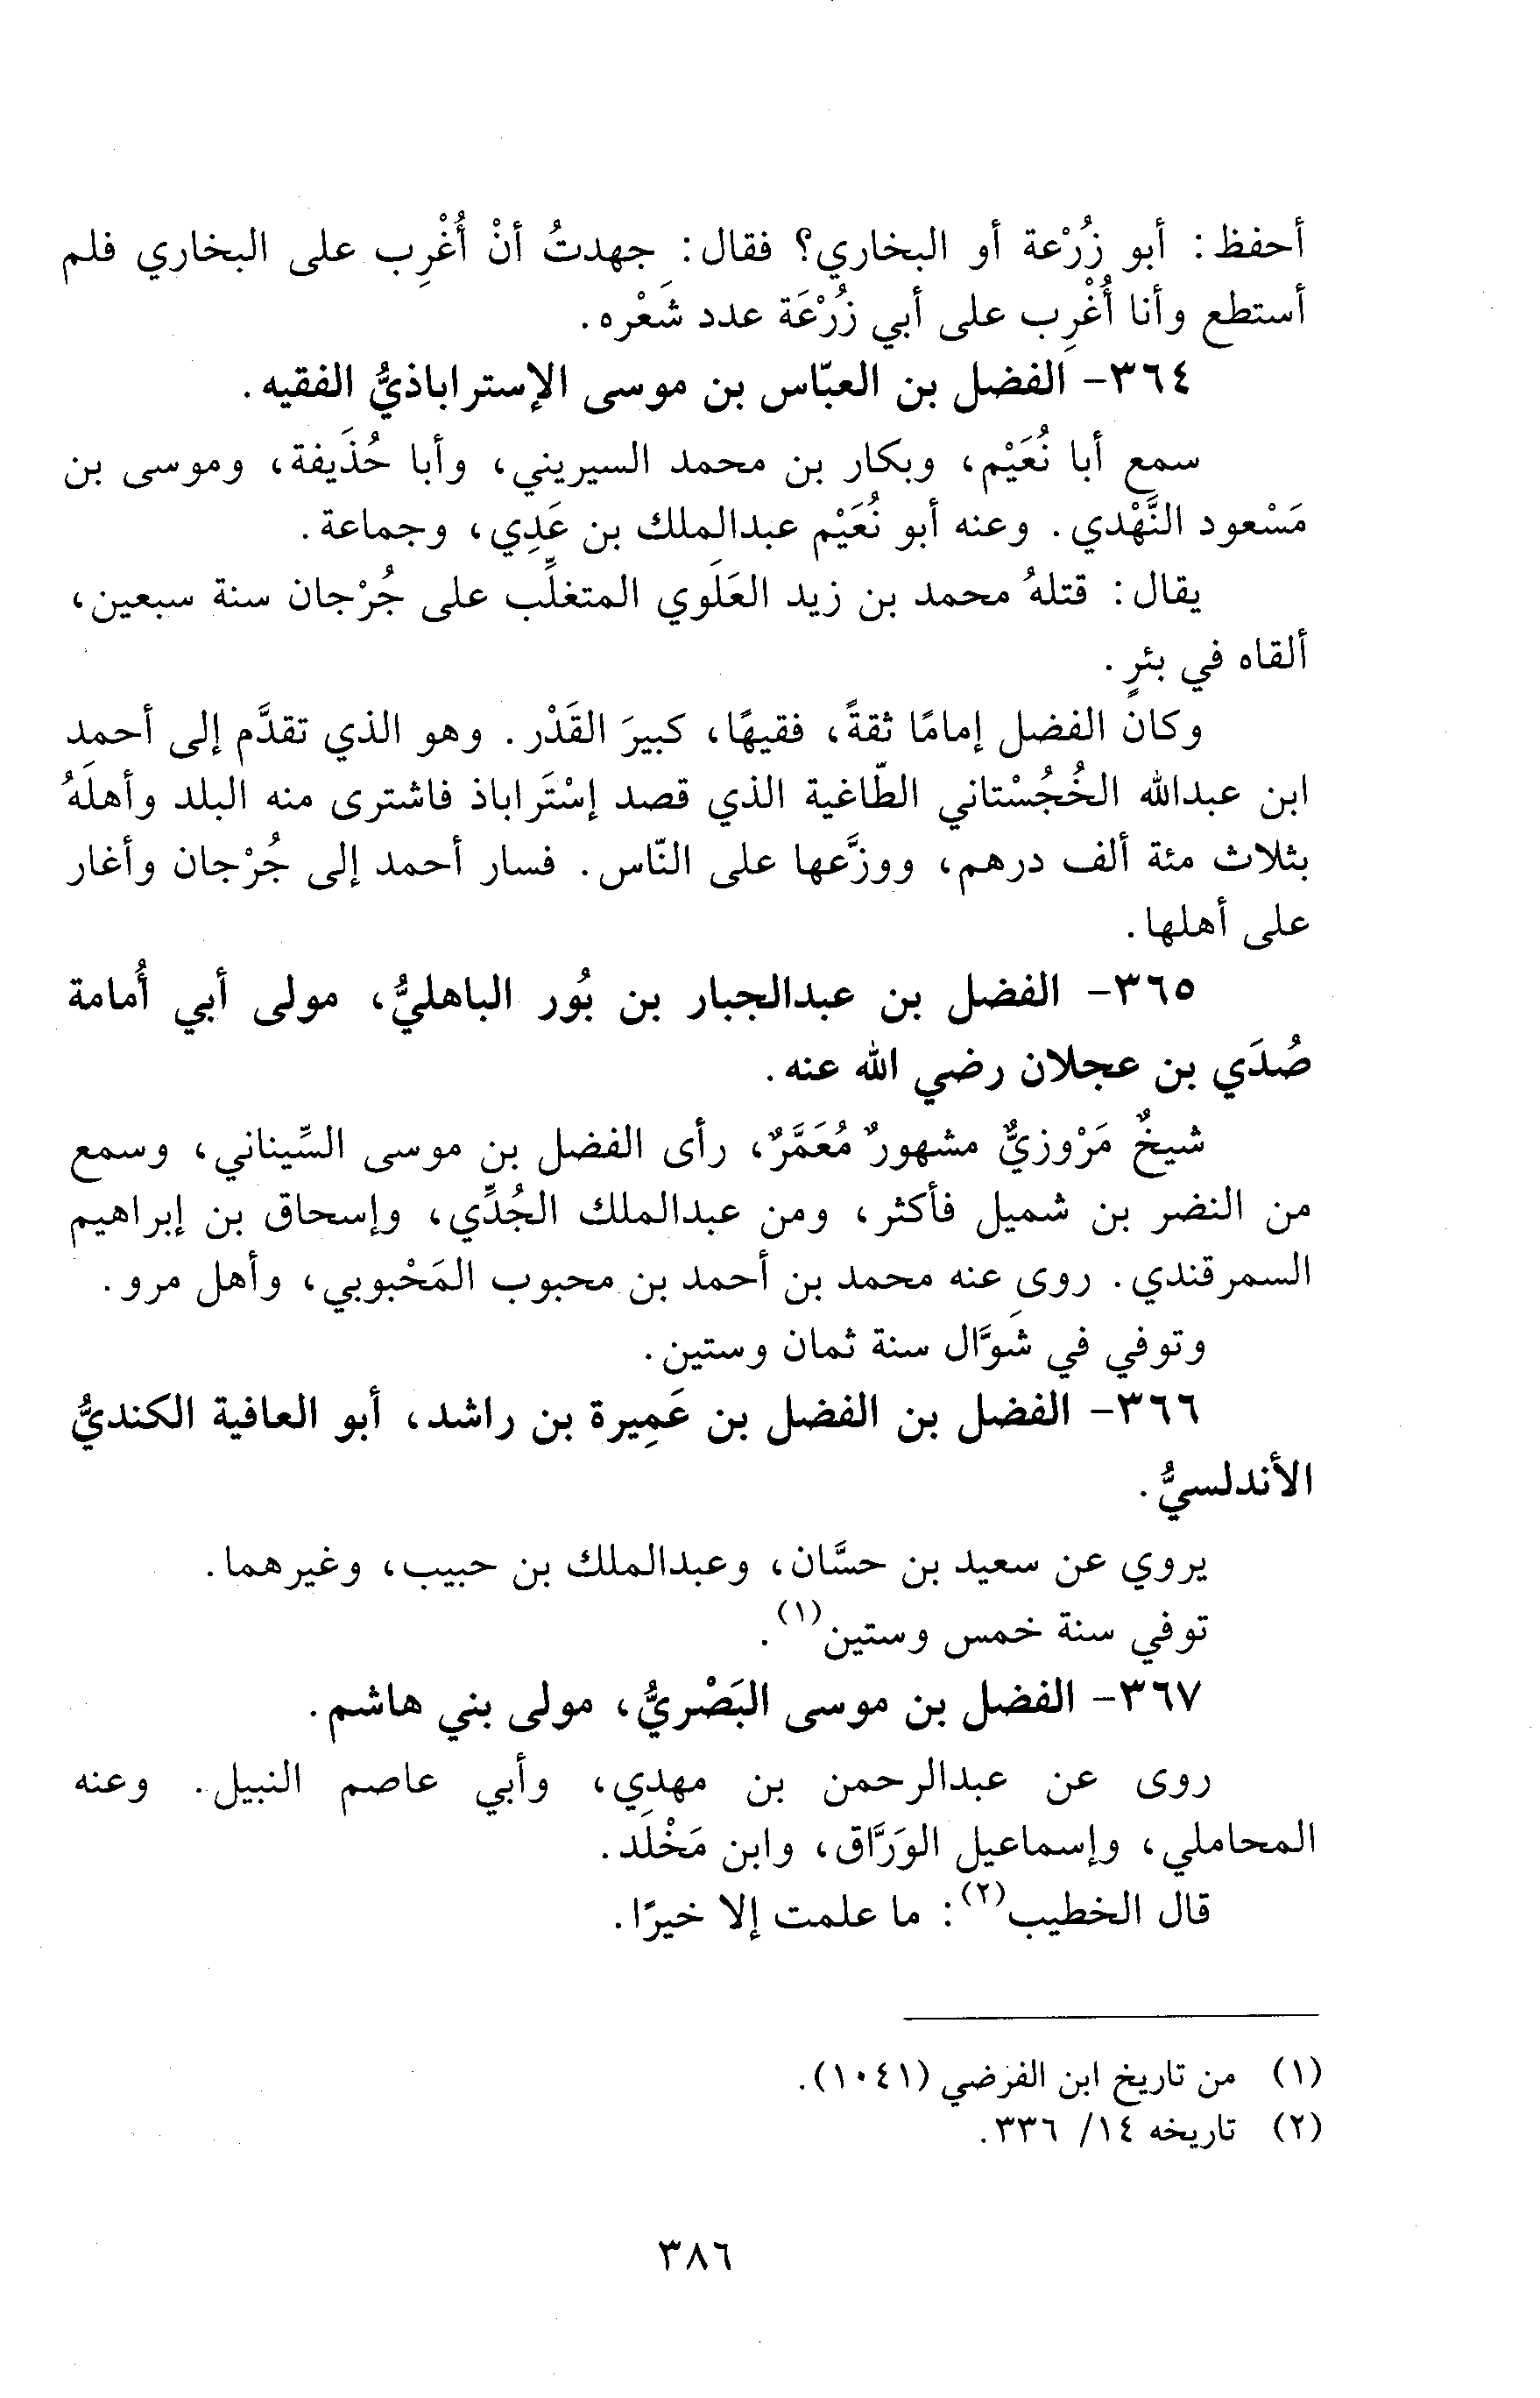 أحفظ: أبو زُرْعة أو البخاري؟ فقال: جهدتُ أنْ أُغْرِب على البخاري فلم
أستطع وأنا أُغْرِب على أبي زُرْعَة عدد شَعْره.
٣٦٤- الفضل بن العبّاس بن موسى الإستراباذيُّ الفقيه.
سمع أبا نُعَيْم، وبكار بن محمد السيريني، وأبا حُذَيفة، وموسى بن
مَسْعود النَّهْدي. وعنه أبو نُعَيْم عبدالملك بن عَدِي، وجماعة.
يقال: قتلهُ محمد بن زيد العَلَوي المتغلِّب على جُرْجان سنة سبعين،
ألقاه في بئرٍ.
وكان الفضل إمامًا ثقةً، فقيهًا، كبيرَ القَدْر. وهو الذي تقدَّم إلى أحمد
ابن عبدالله الخُجُسْتاني الطّاغية الذي قصد إسْتَراباذ فاشترى منه البلد وأهلَهُ
بثلاث مئة ألف درهم، ووزَّعها على النّاس. فسار أحمد إلى جُرْجان وأغار
على أهلها.
٣٦٥- الفضل بن عبدالجبار بن بُور الباهليُّ، مولى أبي أُمامة
صُدَي بن عجلان رضي الله عنه.
شيخٌ مَرْوزيٌّ مشهورٌ مُعَمَّرٌ، رأى الفضل بن موسى السِّيناني، وسمع
من النضر بن شميل فأكثر، ومن عبدالملك الجُدِّي، وإسحاق بن إبراهيم
السمرقندي. روى عنه محمد بن أحمد بن محبوب المَحْبوبي، وأهل مرو.
وتوفي في شَوَّال سنة ثمان وستين.
٣٦٦- الفضل بن الفضل بن عَمِيرة بن راشد، أبو العافية الكنديُّ
الأندلسيُّ.
يروي عن سعيد بن حسَّان، وعبدالملك بن حبيب، وغيرهما.
توفي سنة خمس وستين(١).
٣٦٧- الفضل بن موسى البَصْريُّ، مولى بني هاشم.
روى عن عبدالرحمن بن مهدي، وأبي عاصم النبيل. وعنه
المحاملي، وإسماعيل الوَرَّاق، وابن مَخْلَد.
قال الخطيب(٢): ما علمت إلا خيرًا.
(١) من تاريخ ابن الفرضي (١٠٤١).
(٢) تاريخه ١٤/ ٣٣٦.
٣٨٦